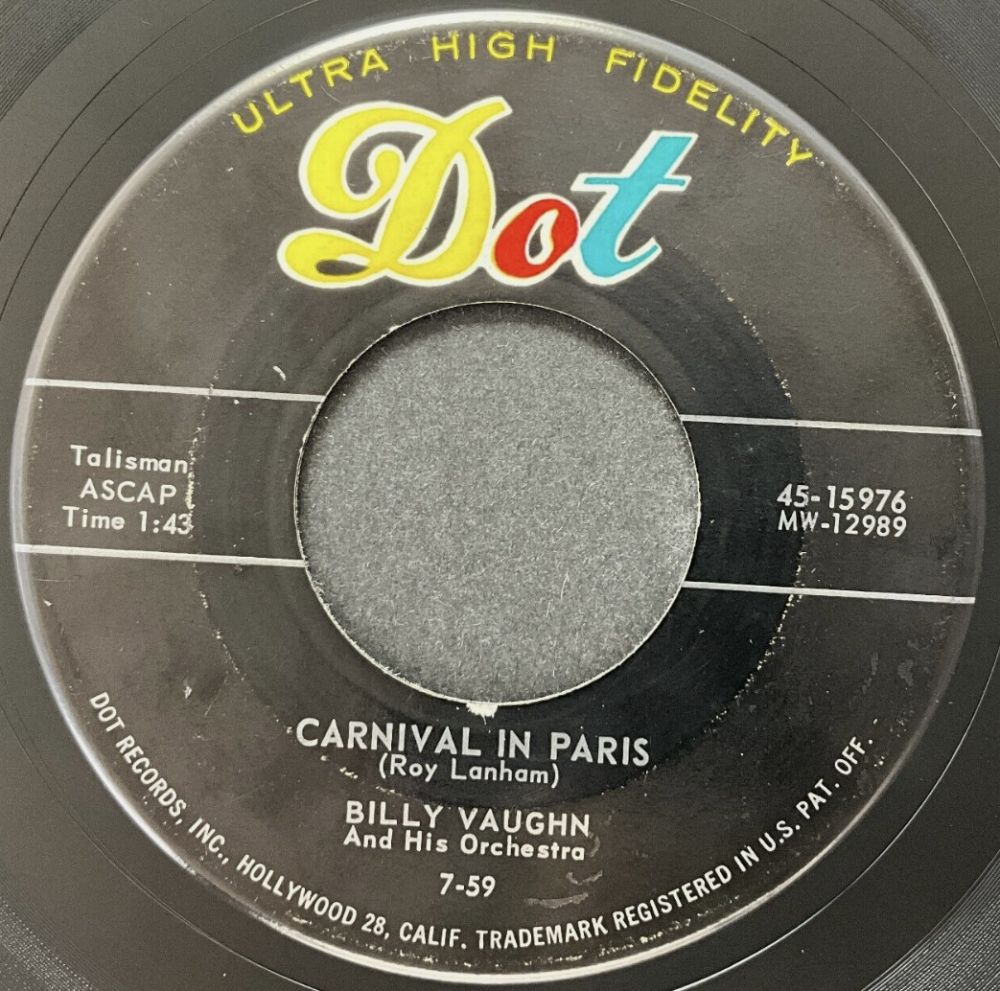 ULTRA HIGH FIDELITY
Dot
Talisman
ASCAP
Time 1:43
45-15976
MW-12989
CARNIVAL IN PARIS
(Roy Lanham)
BILLY VAUGHN
And His Orchestra
7-59
DOT RECORDS, INC., HOLLYWOOD 28, CALIF. TRADEMARK REGISTERED IN U.S. PAT. OFF.